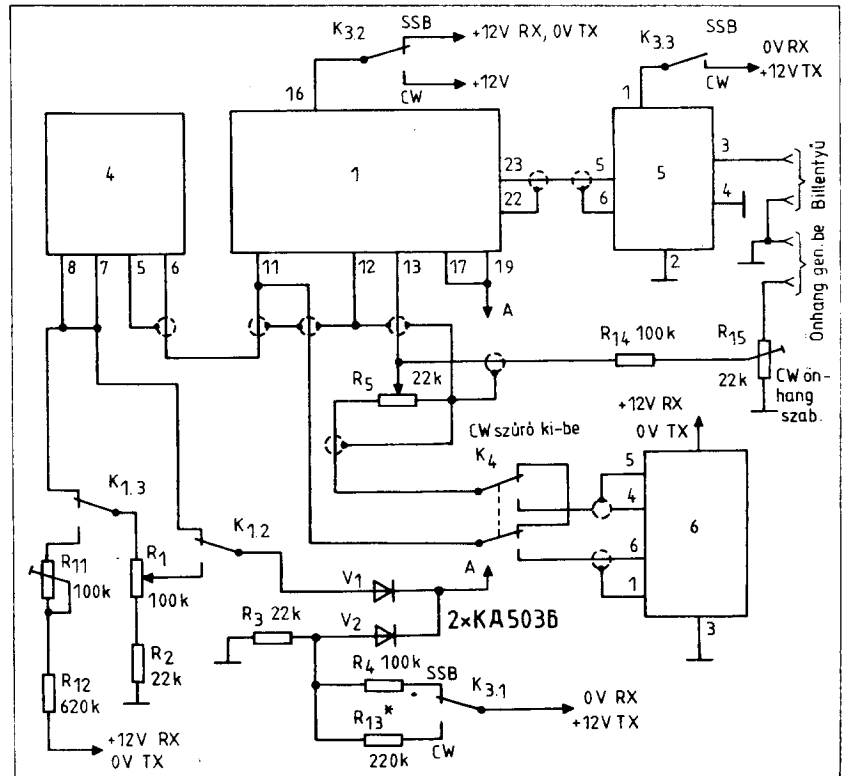 K3.2
SSB
+12V RX, 0V TX
CW
+12V
K3.3
SSB
CW
0V RX
+12V TX
16
1
4
1
5
23
22
5
6
3
4
2
Billentyű
Önhang gen.be
8
7
5
6
11
12
13
17
19
A
R14 100k
R15
22k
CW ön-
hang
szab.
R5
22k
CW szűrő ki-be
K4
+12V RX
0V TX
5
4
6
1
6
3
K1.3
K1.2
R11
100k
R1
100k
R2
22k
R12
620k
+12V RX
0V TX
V1
V2
A
2×КД503Б
R3 22k
R4 100k
SSB
K3.1
R13*
220k
CW
0V RX
+12V TX